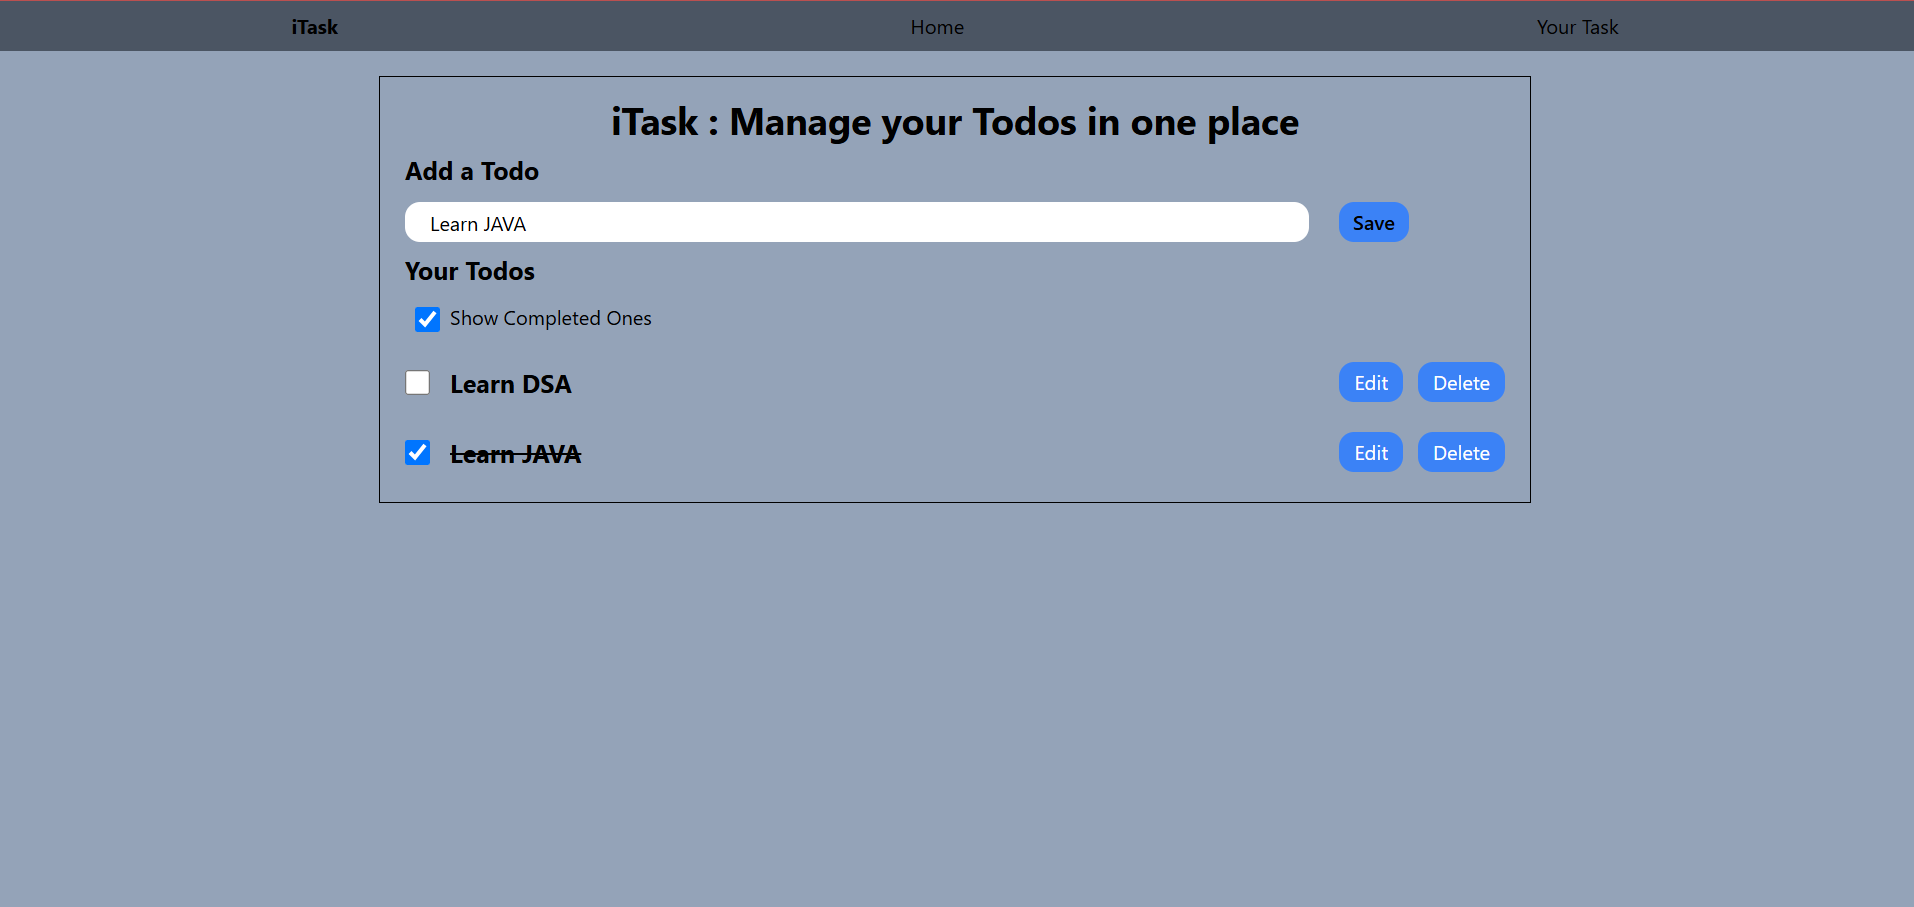 iTask Home Your Task
iTask : Manage your Todos in one place
Add a Todo
Learn JAVA Save
Your Todos
Show Completed Ones
Learn DSA Edit Delete
Learn JAVA Edit Delete